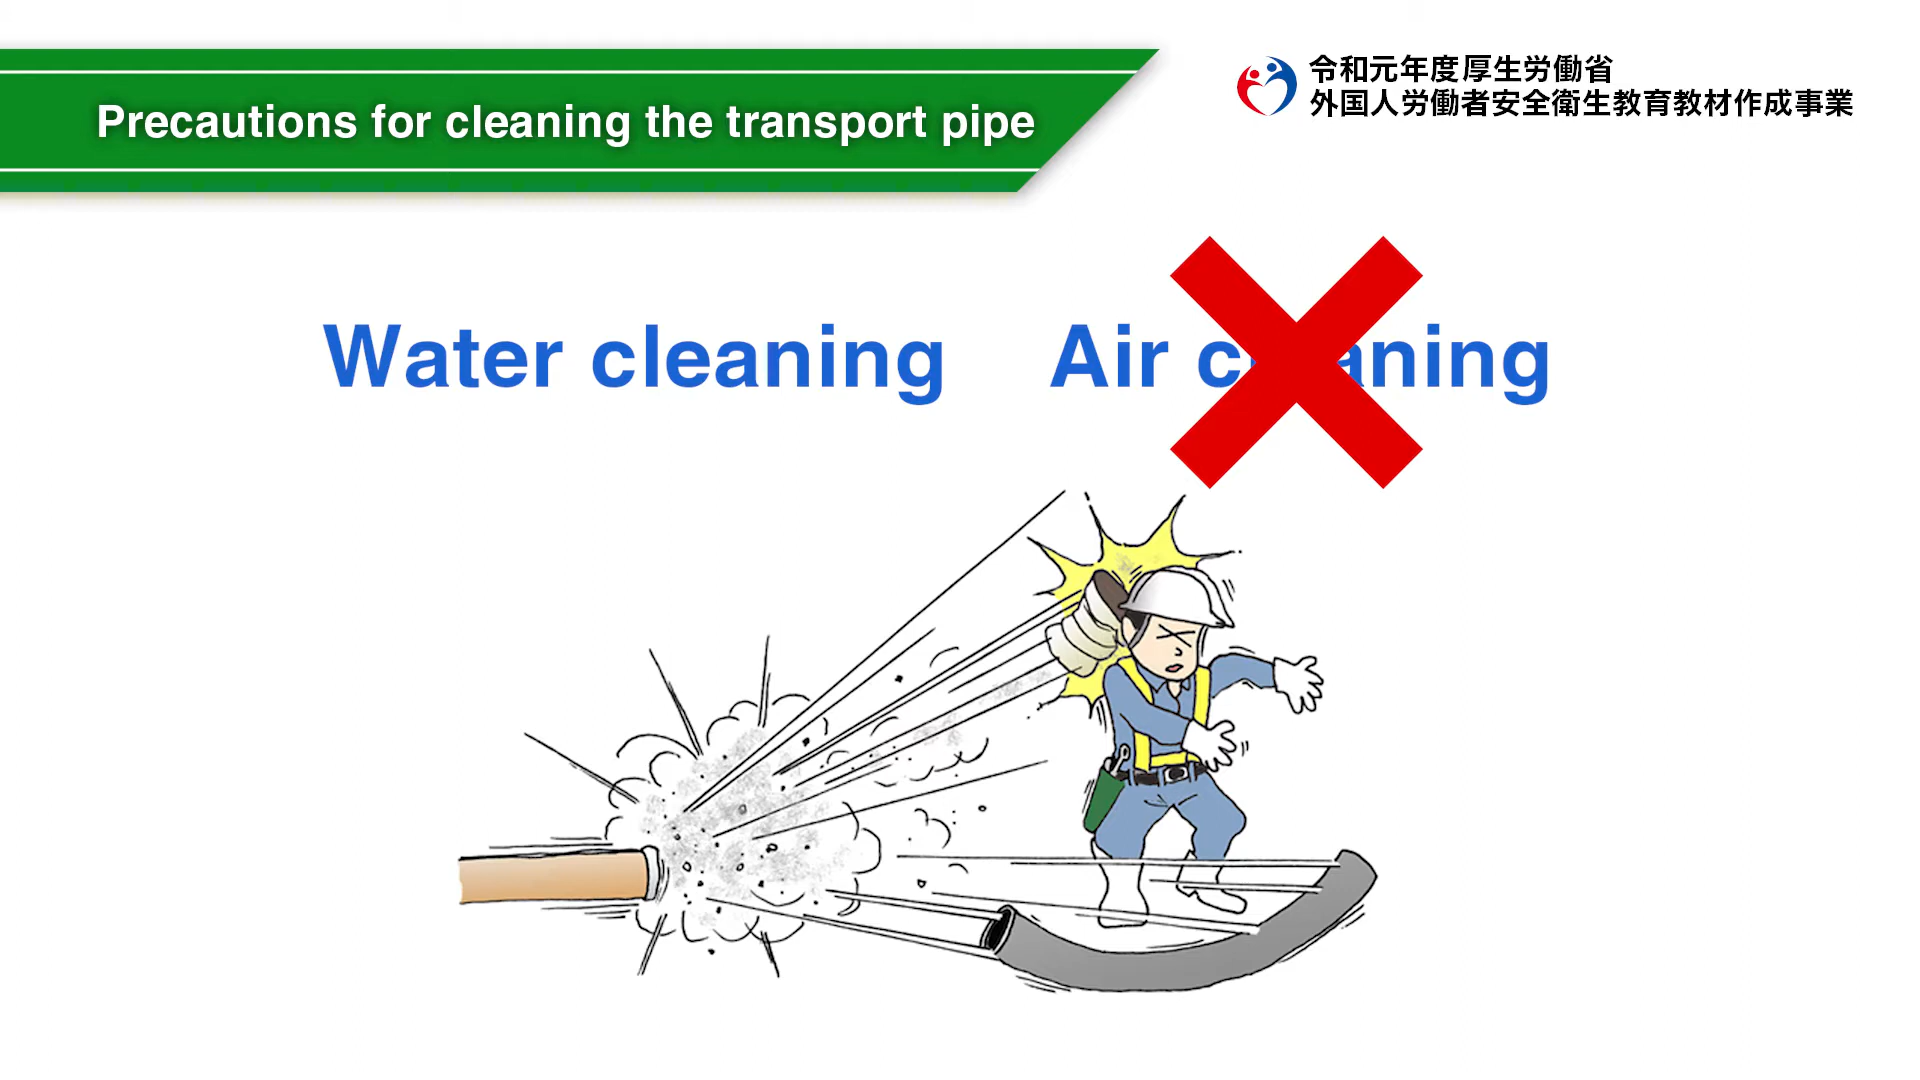 Precautions for cleaning the transport pipe
令和元年度厚生労働省
外国人労働者安全衛生教育教材作成事業
Water cleaning
Air cleaning